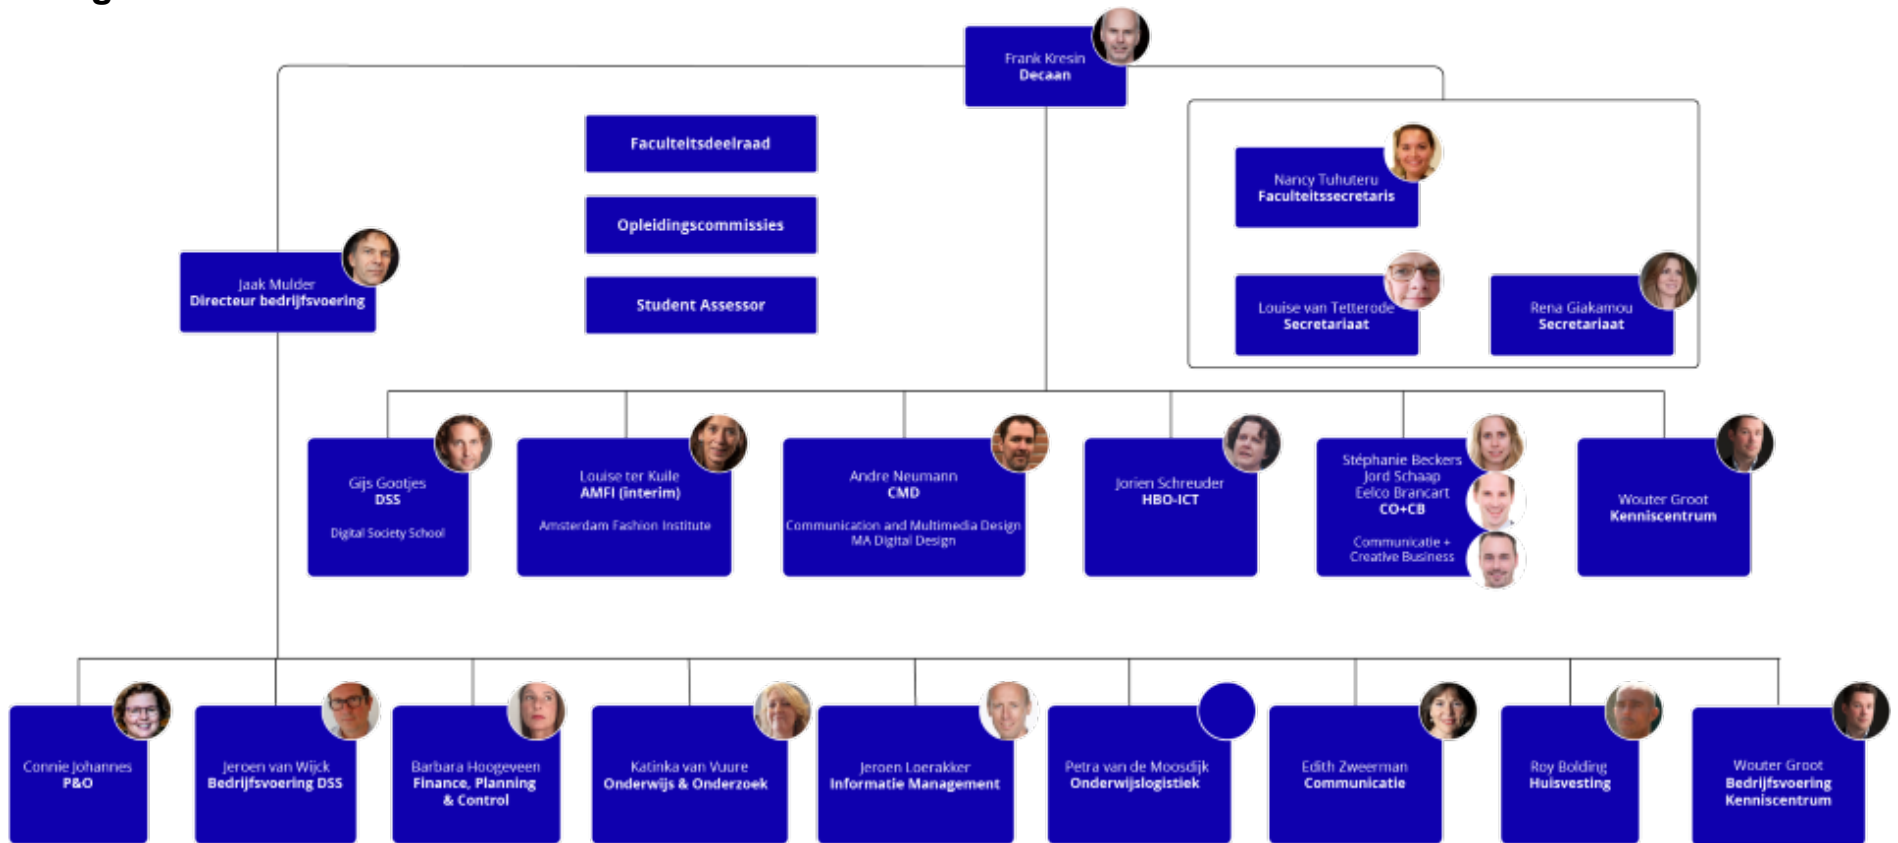 Frank Kresin
Decaan
Faculteitsdeelraad
Opleidingscommissies
Student Assessor
Nancy Tuhuteru
Faculteitssecretaris
Louise van Tetterode
Secretariaat
Rena Giakamou
Secretariaat
Jaak Mulder
Directeur bedrijfsvoering
Gijs Gootjes
DSS
Digital Society School
Louise ter Kuile
AMFI (interim)
Amsterdam Fashion Institute
Andre Neumann
CMD
Communication and Multimedia Design
MA Digital Design
Jorien Schreuder
HBO-ICT
Stéphanie Beckers
Jord Schaap
Eelco Brancart
CO+CB
Communicatie +
Creative Business
Wouter Groot
Kenniscentrum
Connie Johannes
P&O
Jeroen van Wijck
Bedrijfsvoering DSS
Barbara Hoogeveen
Finance, Planning
& Control
Katinka van Vuure
Onderwijs & Onderzoek
Jeroen Loerakker
Informatie Management
Petra van de Moosdijk
Onderwijslogistiek
Edith Zweerman
Communicatie
Roy Bolding
Huisvesting
Wouter Groot
Bedrijfsvoering
Kenniscentrum